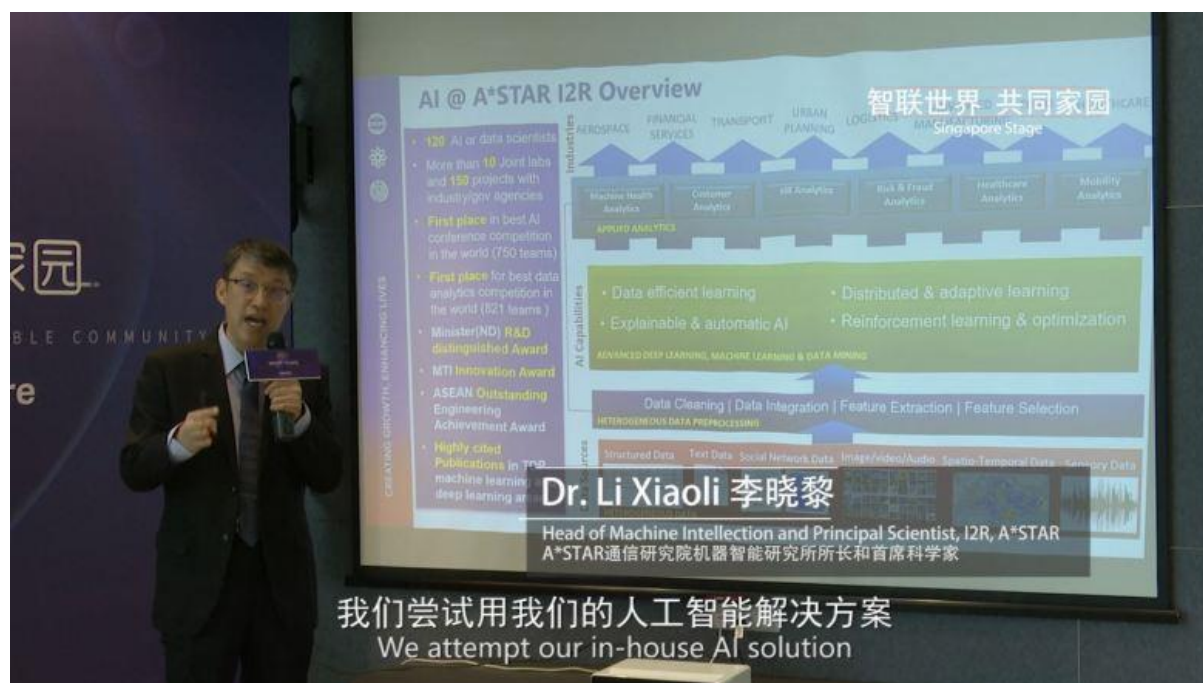 AI @ A*STAR I2R Overview
智联世界 共同家园
Singapore Stage
Industries
AEROSPACE
FINANCIAL SERVICES
TRANSPORT
URBAN PLANNING
• 120 AI or data scientists
• More than 10 Joint labs
and 150 projects with
industry/gov agencies
• First place in best AI
conference competition
in the world (750 teams)
• First place for best data
analytics competition in
the world (821 teams )
• Minister(ND) R&D
distinguished Award
• MTI Innovation Award
• ASEAN Outstanding
Engineering
Achievement Award
• Highly cited
Publications in TOP
machine learning
deep learning
CREATING GROWTH, ENHANCING LIVES
Machine Health Analytics
Customer Analytics
HR Analytics
Risk & Fraud Analytics
Healthcare Analytics
Mobility Analytics
APPLIED ANALYTICS
AI Capabilities
• Data efficient learning
• Distributed & adaptive learning
• Explainable & automatic AI
• Reinforcement learning & optimization
ADVANCED DEEP LEARNING, MACHINE LEARNING & DATA MINING
Data Cleaning | Data Integration | Feature Extraction | Feature Selection
HETEROGENEOUS DATA PREPROCESSING
Structured Data
Text Data
Social Network Data
Image/video/Audio
Spatio-Temporal Data
Sensory Data
园
BLE COMMUNITY
re
Dr. Li Xiaoli 李晓黎
Head of Machine Intellection and Principal Scientist, I2R, A*STAR
A*STAR通信研究院机器智能研究所所长和首席科学家
我们尝试用我们的人工智能解决方案
We attempt our in-house AI solution